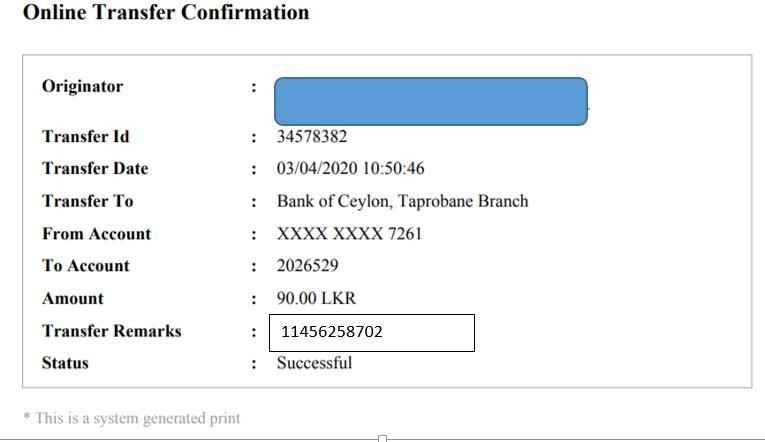 Online Transfer Confirmation
Originator :
Transfer Id : 34578382
Transfer Date : 03/04/2020 10:50:46
Transfer To : Bank of Ceylon, Taprobane Branch
From Account : XXXX XXXX 7261
To Account : 2026529
Amount : 90.00 LKR
Transfer Remarks : 11456258702
Status : Successful
* This is a system generated print